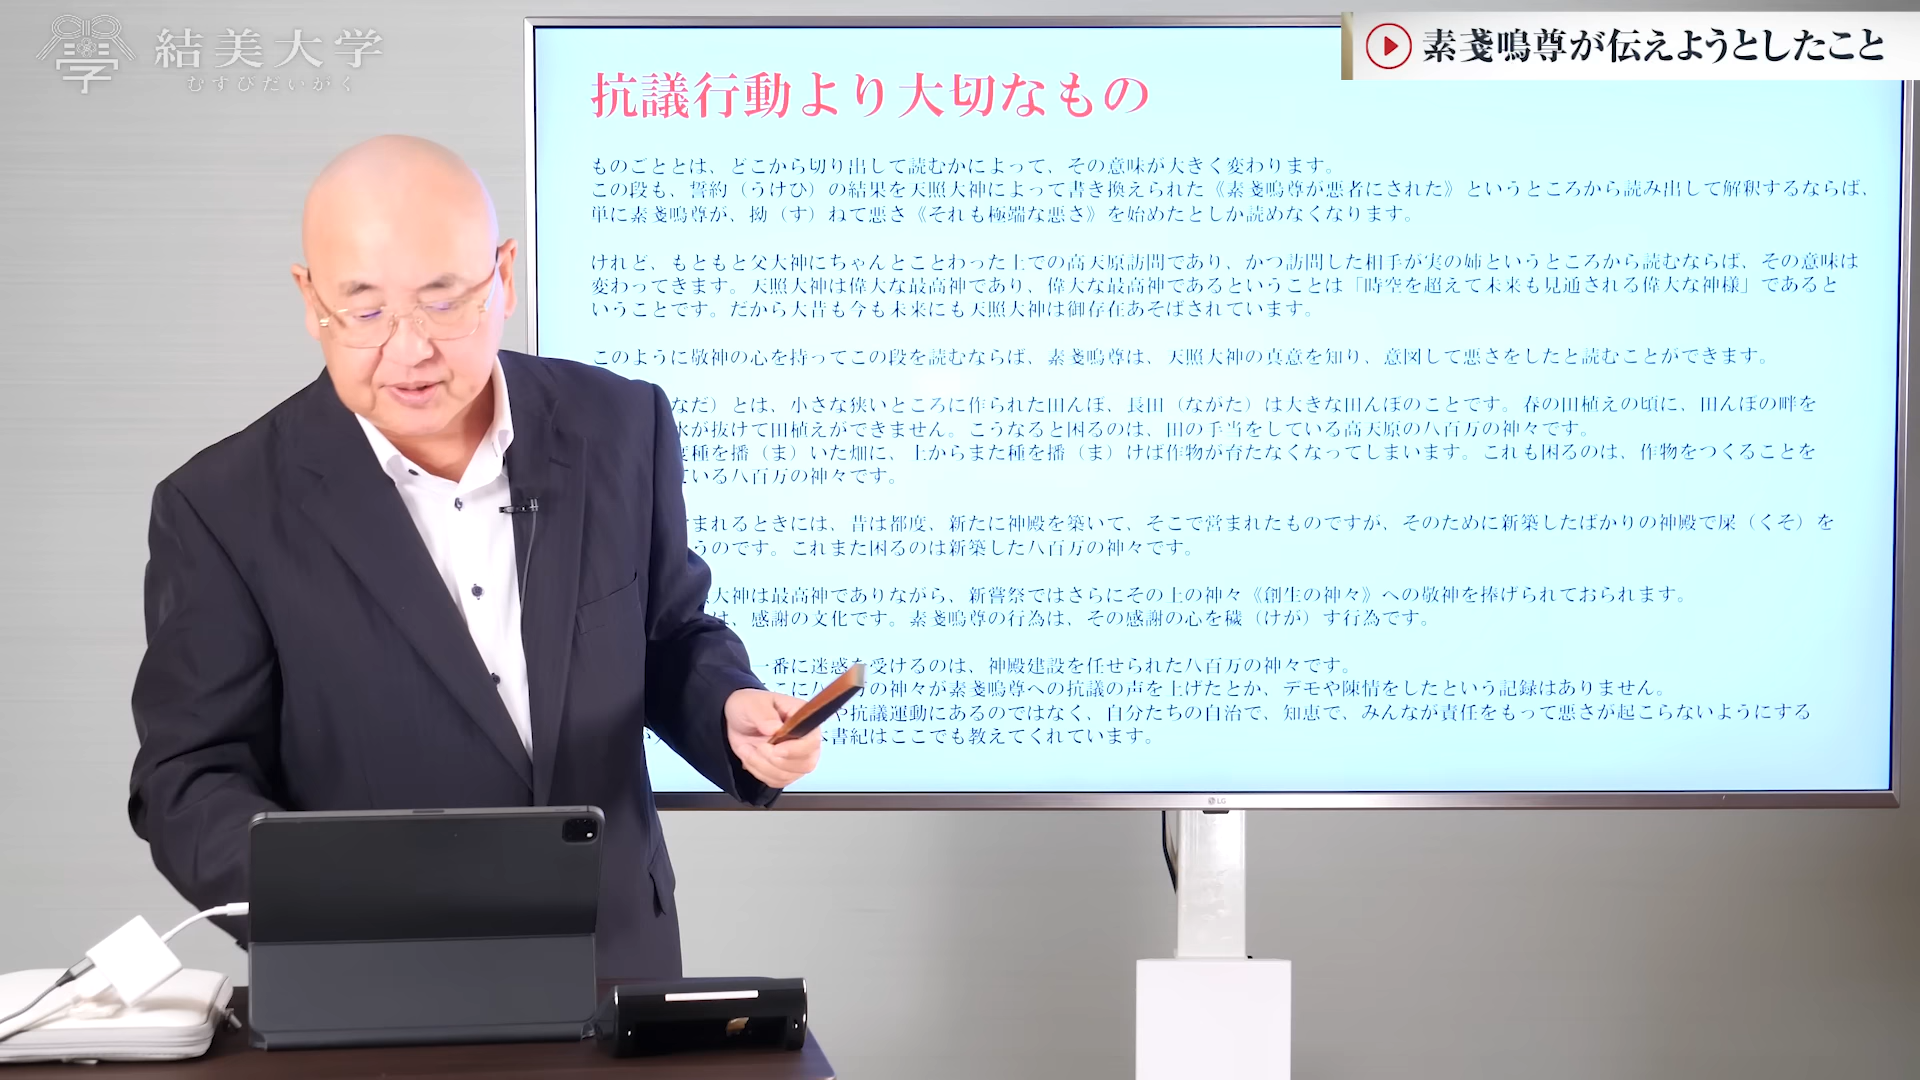 結美大学
むすびだいがく
素戔嗚尊が伝えようとしたこと
抗議行動より大切なもの
ものごととは、どこから切り出して読むかによって、その意味が大きく変わります。
この段も、誓約（うけひ）の結果を天照大神によって書き換えられた《素戔嗚尊が悪者にされた》というところから読み出して解釈するならば、
単に素戔嗚尊が、拗（す）ねて悪さ《それも極端な悪さ》を始めたとしか読めなくなります。
けれど、もともと父大神にちゃんとことわった上での高天原訪問であり、かつ訪問した相手が実の姉というところから読むならば、その意味は
変わってきます。天照大神は偉大な最高神であり、偉大な最高神であるということは「時空を超えて未来も見通される偉大な神様」であると
いうことです。だから大昔も今も未来にも天照大神は御存在あそばされています。
このように敬神の心を持ってこの段を読むならば、素戔嗚尊は、天照大神の真意を知り、意図して悪さをしたと読むことができます。
なだ）とは、小さな狭いところに作られた田んぼ、長田（ながた）は大きな田んぼのことです。春の田植えの頃に、田んぼの畔を
水が抜けて田植えができません。こうなると困るのは、田の手当をしている高天原の八百万の神々です。
度種を播（ま）いた畑に、上からまた種を播（ま）けば作物が育たなくなってしまいます。これも困るのは、作物をつくることを
いる八百万の神々です。
まれるときには、昔は都度、新たに神殿を築いて、そこで営まれたものですが、そのために新築したばかりの神殿で屎（くそ）を
うのです。これまた困るのは新築した八百万の神々です。
大神は最高神でありながら、新嘗祭ではさらにその上の神々《創生の神々》への敬神を捧げられておられます。
は、感謝の文化です。素戔嗚尊の行為は、その感謝の心を穢（けが）す行為です。
一番に迷惑を受けるのは、神殿建設を任せられた八百万の神々です。
こに八百万の神々が素戔嗚尊への抗議の声を上げたとか、デモや陳情をしたという記録はありません。
や抗議運動にあるのではなく、自分たちの自治で、知恵で、みんなが責任をもって悪さが起こらないようにする
書紀はここでも教えてくれています。
LG